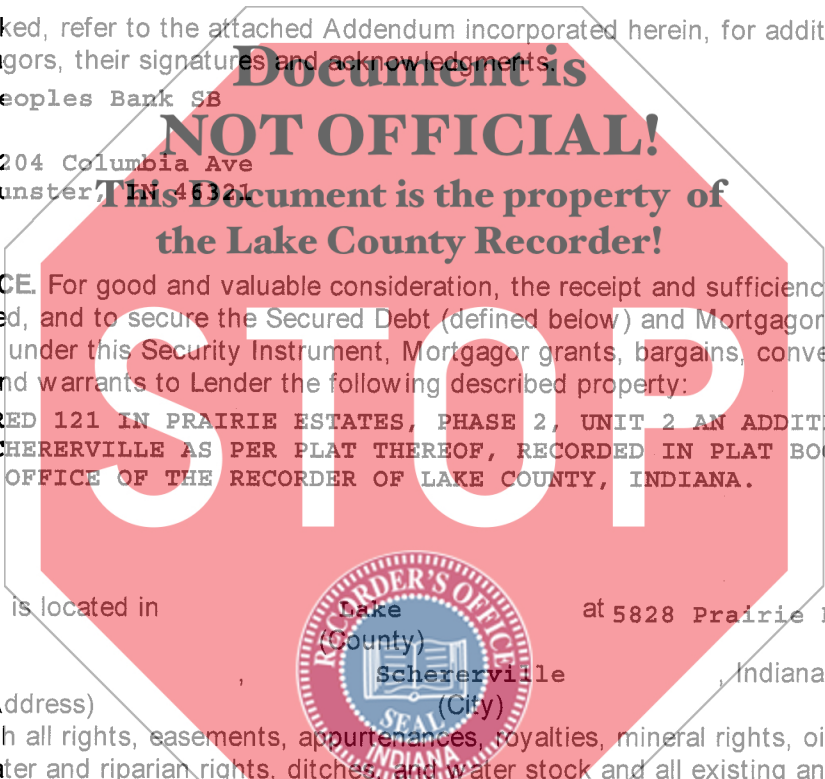 ked, refer to the attached Addendum incorporated herein, for addit
gors, their signatures and acknowledgments.
Document is
eoples Bank SB
NOT OFFICIAL!
204 Columbia Ave
unster, IN 46321
This Document is the property of
the Lake County Recorder!
CE. For good and valuable consideration, the receipt and sufficienc
ed, and to secure the Secured Debt (defined below) and Mortgagor
under this Security Instrument, Mortgagor grants, bargains, conve
nd warrants to Lender the following described property:
STOP
RED 121 IN PRAIRIE ESTATES, PHASE 2, UNIT 2 AN ADDIT
CHERERVILLE AS PER PLAT THEREOF, RECORDED IN PLAT BOO
OFFICE OF THE RECORDER OF LAKE COUNTY, INDIANA.
RECORDER'S OFFICE
is located in Lake at 5828 Prairie
(County)
, Schererville , Indiana
ddress) (City)
SEAL
INDIANA
h all rights, easements, appurtenances, royalties, mineral rights, oi
ater and riparian rights, ditches, and water stock and all existing an